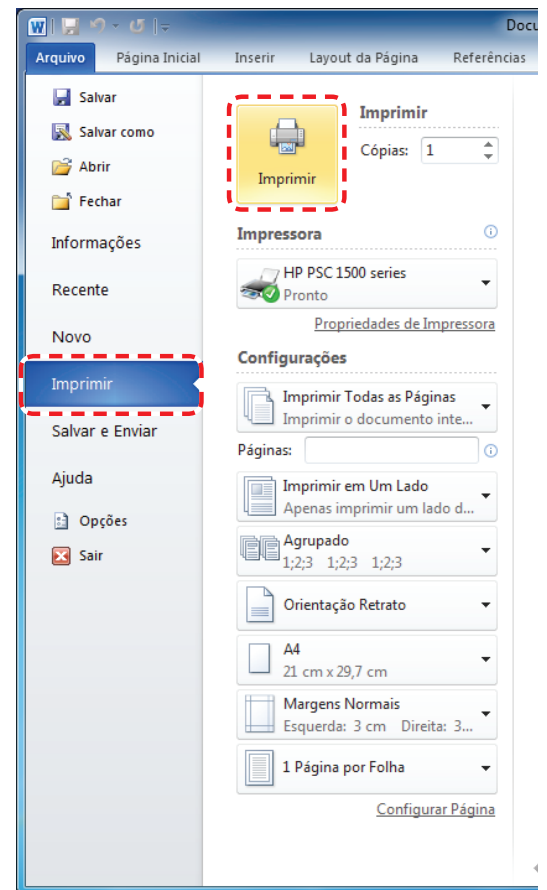 Docu
Arquivo Página Inicial Inserir Layout da Página Referências
Salvar
Salvar como
Abrir
Fechar
Informações
Recente
Novo
Imprimir
Salvar e Enviar
Ajuda
Opções
Sair
Imprimir
Imprimir
Cópias: 1
Impressora
HP PSC 1500 series
Pronto
Propriedades de Impressora
Configurações
Imprimir Todas as Páginas
Imprimir o documento inte...
Páginas:
Imprimir em Um Lado
Apenas imprimir um lado d...
Agrupado
1;2;3 1;2;3 1;2;3
Orientação Retrato
A4
21 cm x 29,7 cm
Margens Normais
Esquerda: 3 cm Direita: 3...
1 Página por Folha
Configurar Página